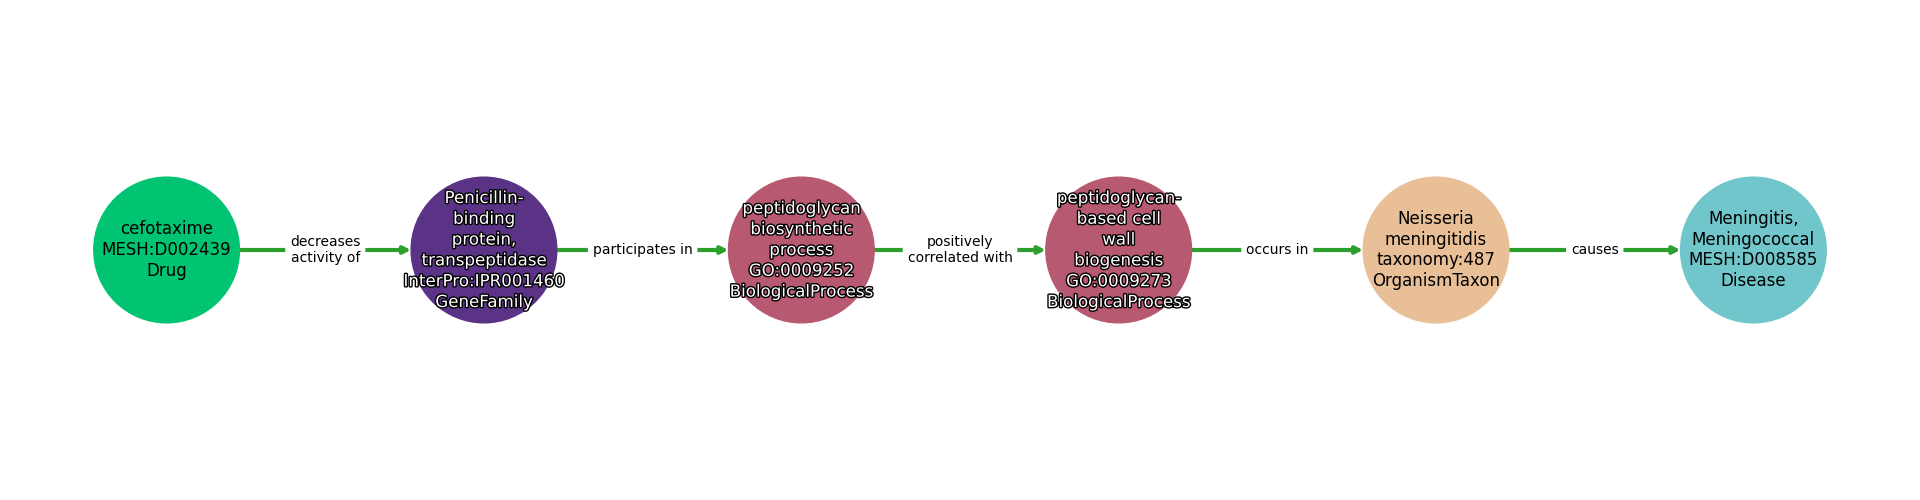 cefotaxime
MESH:D002439
Drug
decreases
activity of
Penicillin-
binding
protein,
transpeptidase
InterPro:IPR001460
GeneFamily
participates in
peptidoglycan
biosynthetic
process
GO:0009252
BiologicalProcess
positively
correlated with
peptidoglycan-
based cell
wall
biogenesis
GO:0009273
BiologicalProcess
occurs in
Neisseria
meningitidis
taxonomy:487
OrganismTaxon
causes
Meningitis,
Meningococcal
MESH:D008585
Disease